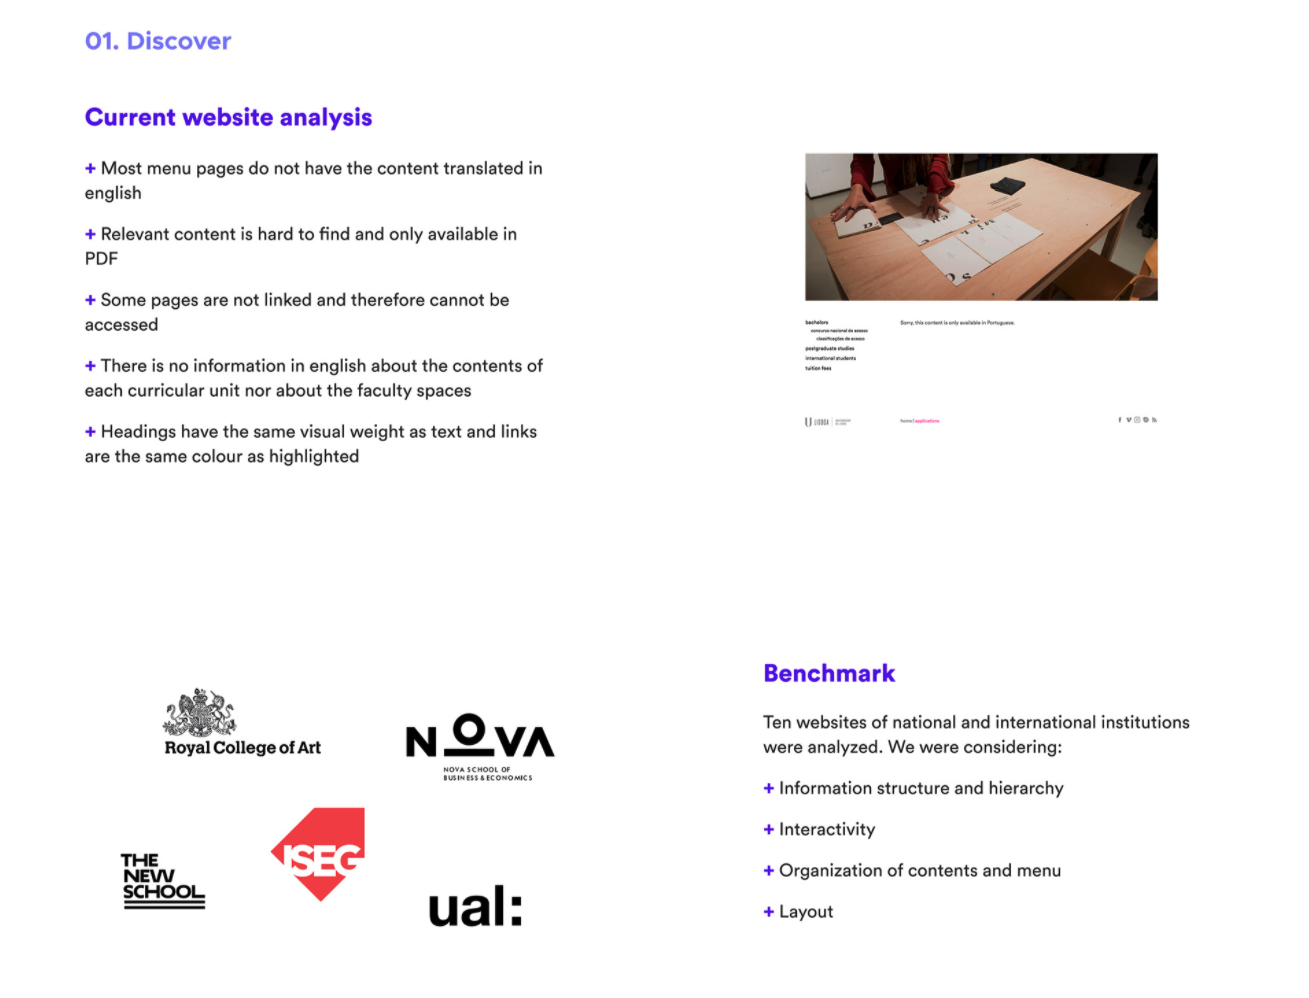 01. Discover
Current website analysis
+ Most menu pages do not have the content translated in
english
+ Relevant content is hard to find and only available in
PDF
+ Some pages are not linked and therefore cannot be
accessed
+ There is no information in english about the contents of
each curricular unit nor about the faculty spaces
+ Headings have the same visual weight as text and links
are the same colour as highlighted
bachelors
concurso nacional de acesso
classificações de acesso
postgraduate studies
international students
tuition fees
Sorry, this content is only available in Portuguese.
LISBOA
home | applications
Royal College of Art
NOVA
NOVA SCHOOL OF
BUSINESS & ECONOMICS
THE
NEW
SCHOOL
ISEG
ual:
Benchmark
Ten websites of national and international institutions
were analyzed. We were considering:
+ Information structure and hierarchy
+ Interactivity
+ Organization of contents and menu
+ Layout